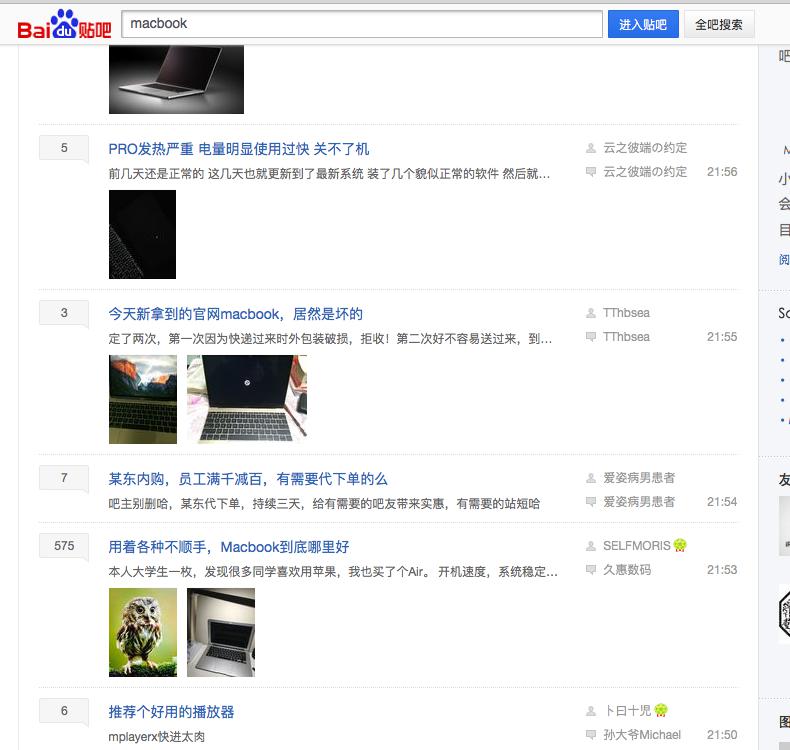 Bai du 贴吧
macbook
进入贴吧
全吧搜索
5
PRO发热严重 电量明显使用过快 关不了机
云之彼端の约定
前几天还是正常的 这几天也就更新到了最新系统 装了几个貌似正常的软件 然后就...
云之彼端の约定
21:56
3
今天新拿到的官网macbook，居然是坏的
TThbsea
定了两次，第一次因为快递过来时外包装破损，拒收！第二次好不容易送过来，到...
TThbsea
21:55
7
某东内购，员工满千减百，有需要代下单的么
爱姿病男患者
吧主别删哈，某东代下单，持续三天，给有需要的吧友带来实惠，有需要的站短哈
爱姿病男患者
21:54
575
用着各种不顺手，Macbook到底哪里好
SELFMORIS
本人大学生一枚，发现很多同学喜欢用苹果，我也买了个Air。 开机速度，系统稳定...
久惠数码
21:53
6
推荐个好用的播放器
卜日十児
mplayerx快进太肉
孙大爷Michael
21:50
吧
小
会
目
阅
友
图